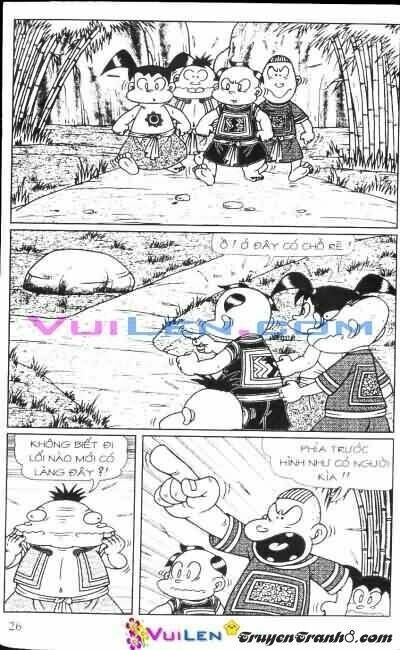 Ồ! Ở ĐÂY CÓ CHỖ RẼ!
VUILEN.COM
KHÔNG BIẾT ĐI
LỐI NÀO MỚI CÓ
LÀNG ĐÂY?!
PHÍA TRƯỚC
HÌNH NHƯ CÓ NGƯỜI
KÌA!!
26
VUILEN
TruyenTranh8.com